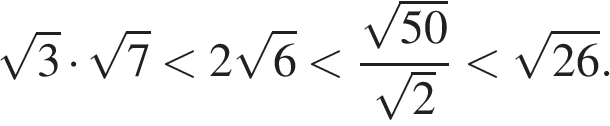 √3 · √7 < 2√6 < √50/√2 < √26.